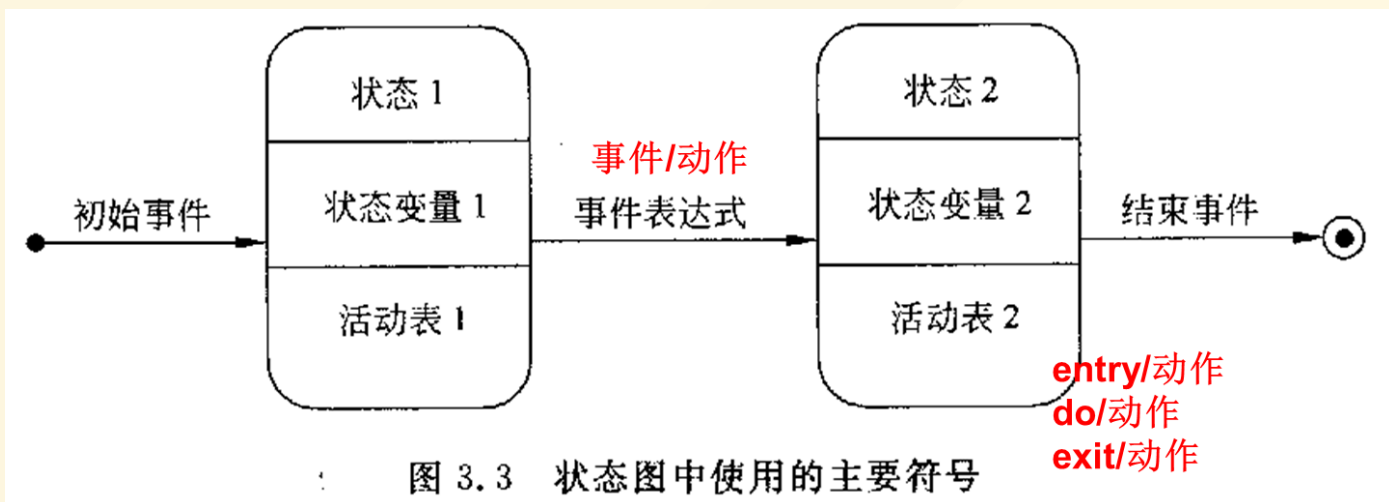 状态 1
状态 2
事件/动作
初始事件
状态变量 1
事件表达式
状态变量 2
结束事件
活动表 1
活动表 2
entry/动作
do/动作
exit/动作
图 3.3 状态图中使用的主要符号